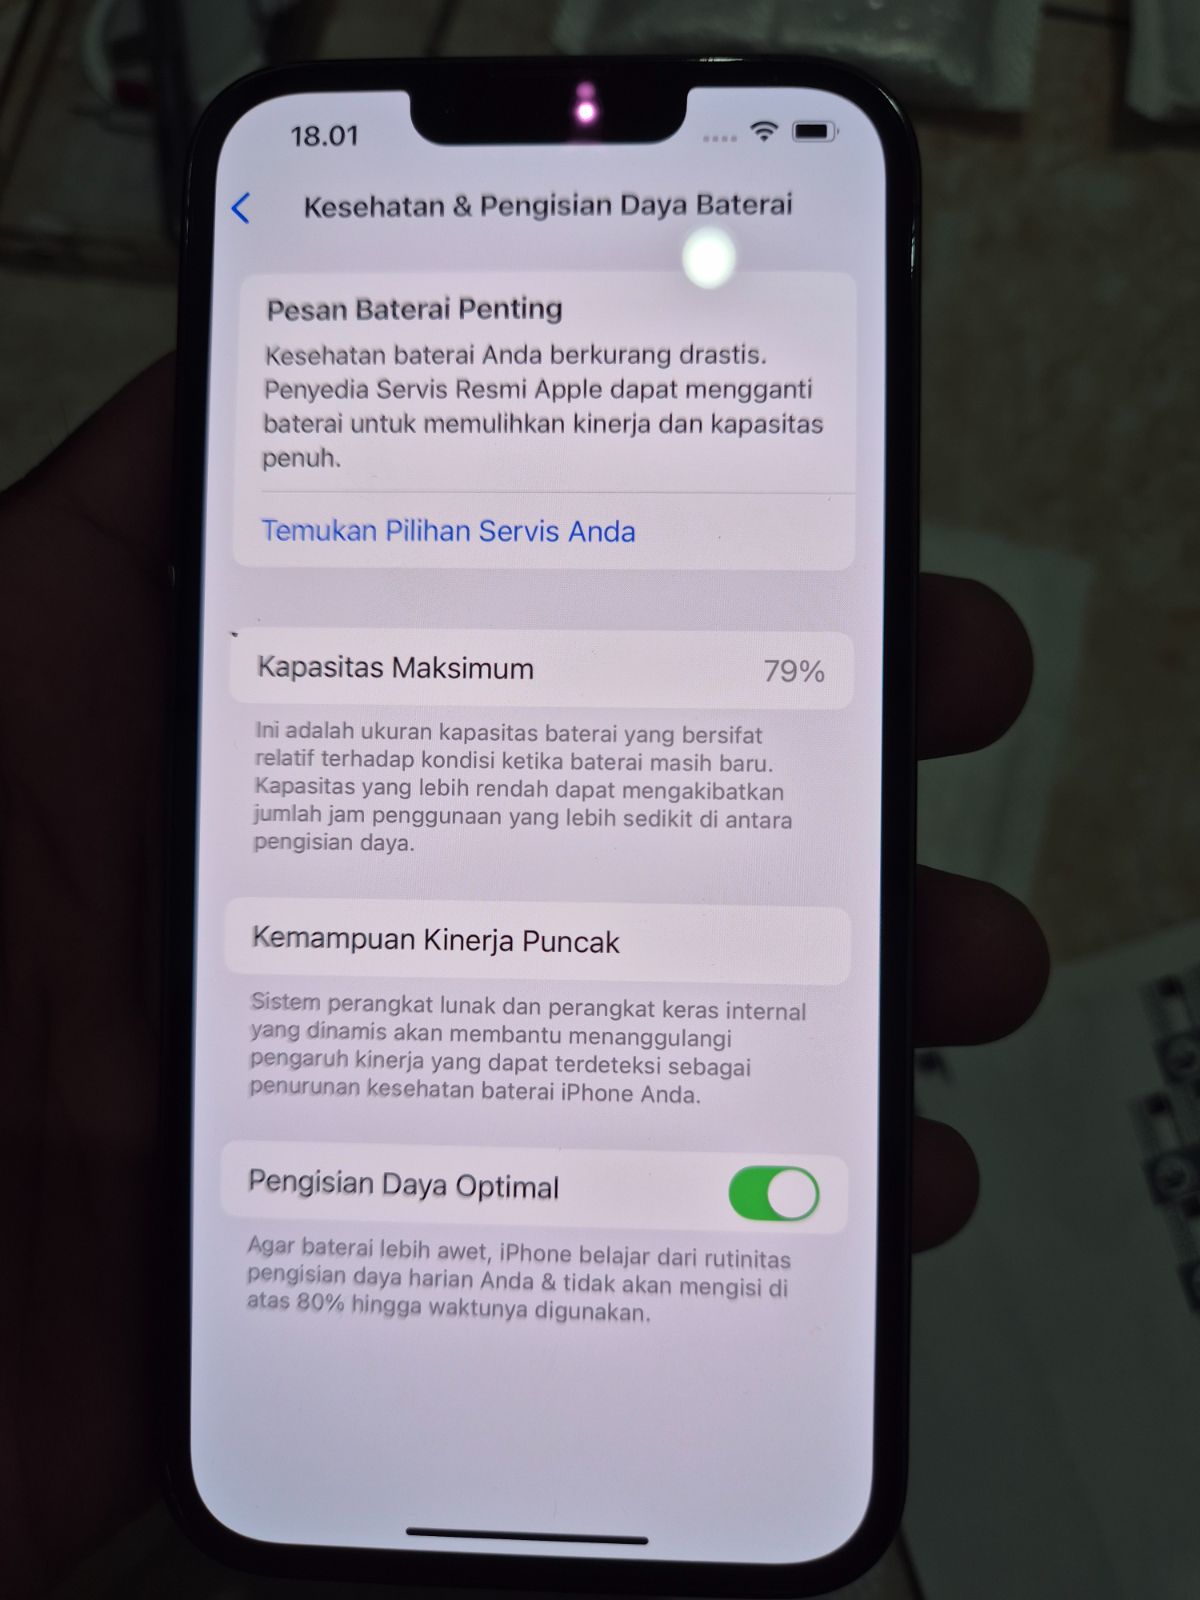 18.01
Kesehatan & Pengisian Daya Baterai
Pesan Baterai Penting
Kesehatan baterai Anda berkurang drastis.
Penyedia Servis Resmi Apple dapat mengganti
baterai untuk memulihkan kinerja dan kapasitas
penuh.
Temukan Pilihan Servis Anda
Kapasitas Maksimum 79%
Ini adalah ukuran kapasitas baterai yang bersifat
relatif terhadap kondisi ketika baterai masih baru.
Kapasitas yang lebih rendah dapat mengakibatkan
jumlah jam penggunaan yang lebih sedikit di antara
pengisian daya.
Kemampuan Kinerja Puncak
Sistem perangkat lunak dan perangkat keras internal
yang dinamis akan membantu menanggulangi
pengaruh kinerja yang dapat terdeteksi sebagai
penurunan kesehatan baterai iPhone Anda.
Pengisian Daya Optimal
Agar baterai lebih awet, iPhone belajar dari rutinitas
pengisian daya harian Anda & tidak akan mengisi di
atas 80% hingga waktunya digunakan.